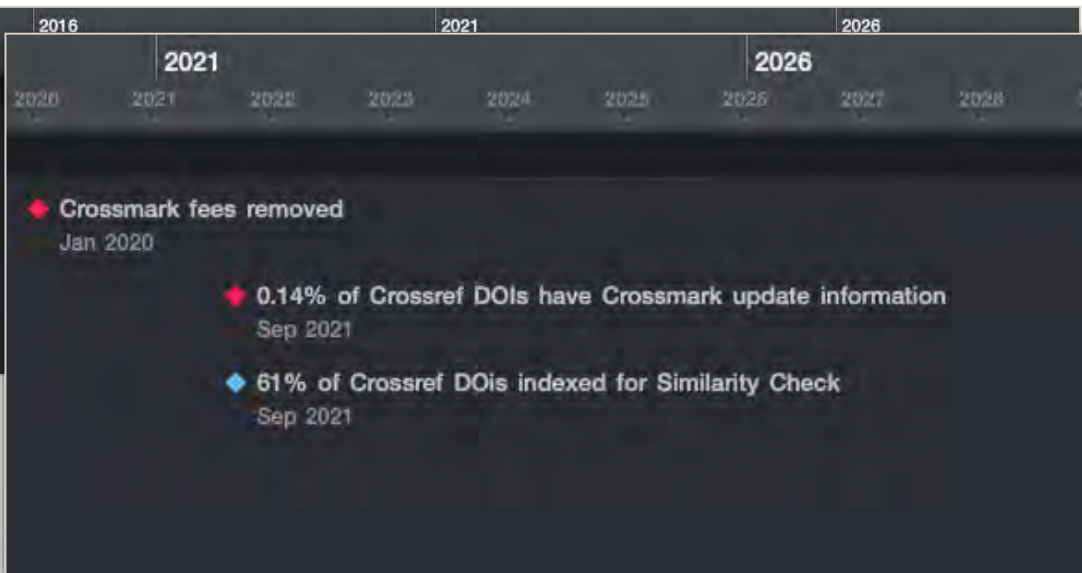 2016 2021 2026
2021 2026
2020 2021 2022 2023 2024 2025 2026 2027 2028
Crossmark fees removed
Jan 2020
0.14% of Crossref DOIs have Crossmark update information
Sep 2021
61% of Crossref DOis indexed for Similarity Check
Sep 2021